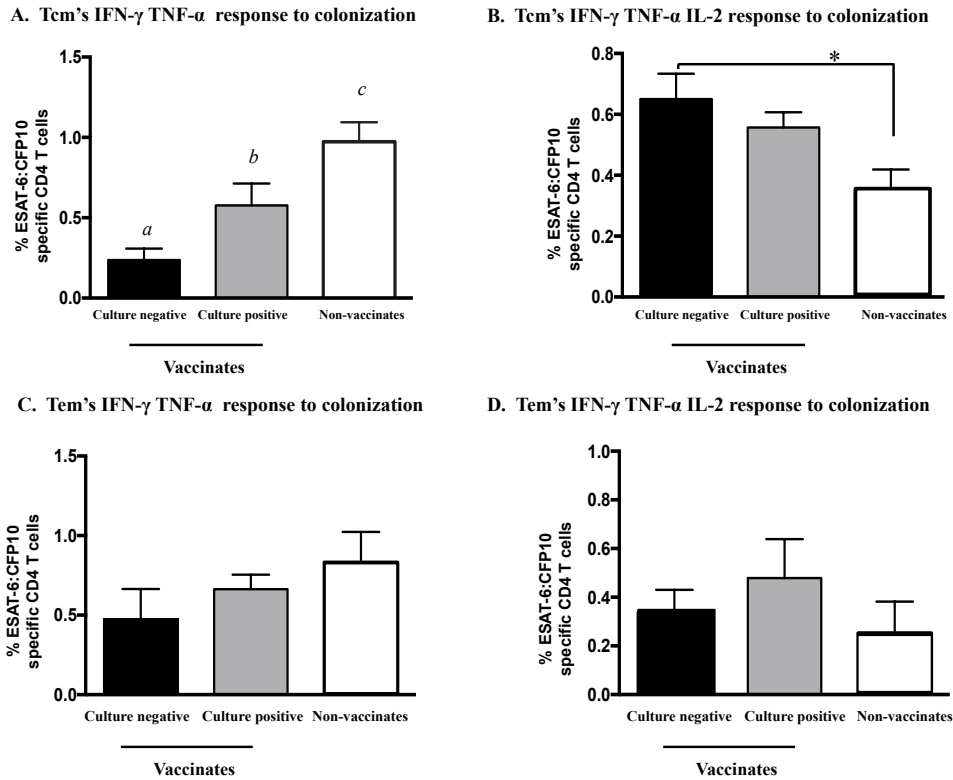 A. Tcm's IFN-γ TNF-α response to colonization
% ESAT-6:CFP10
specific CD4 T cells
1.5
1.0
0.5
0.0
a
b
c
Culture negative
Culture positive
Non-vaccinates
Vaccinates
B. Tcm's IFN-γ TNF-α IL-2 response to colonization
% ESAT-6:CFP10
specific CD4 T cells
0.8
0.6
0.4
0.6
0.0
*
Culture negative
Culture positive
Non-vaccinates
Vaccinates
C. Tem's IFN-γ TNF-α response to colonization
% ESAT-6:CFP10
specific CD4 T cells
1.5
1.0
0.5
0.0
Culture negative
Culture positive
Non-vaccinates
Vaccinates
D. Tem's IFN-γ TNF-α IL-2 response to colonization
% ESAT-6:CFP10
specific CD4 T cells
1.0
0.8
0.6
0.4
0.2
0.0
Culture negative
Culture positive
Non-vaccinates
Vaccinates